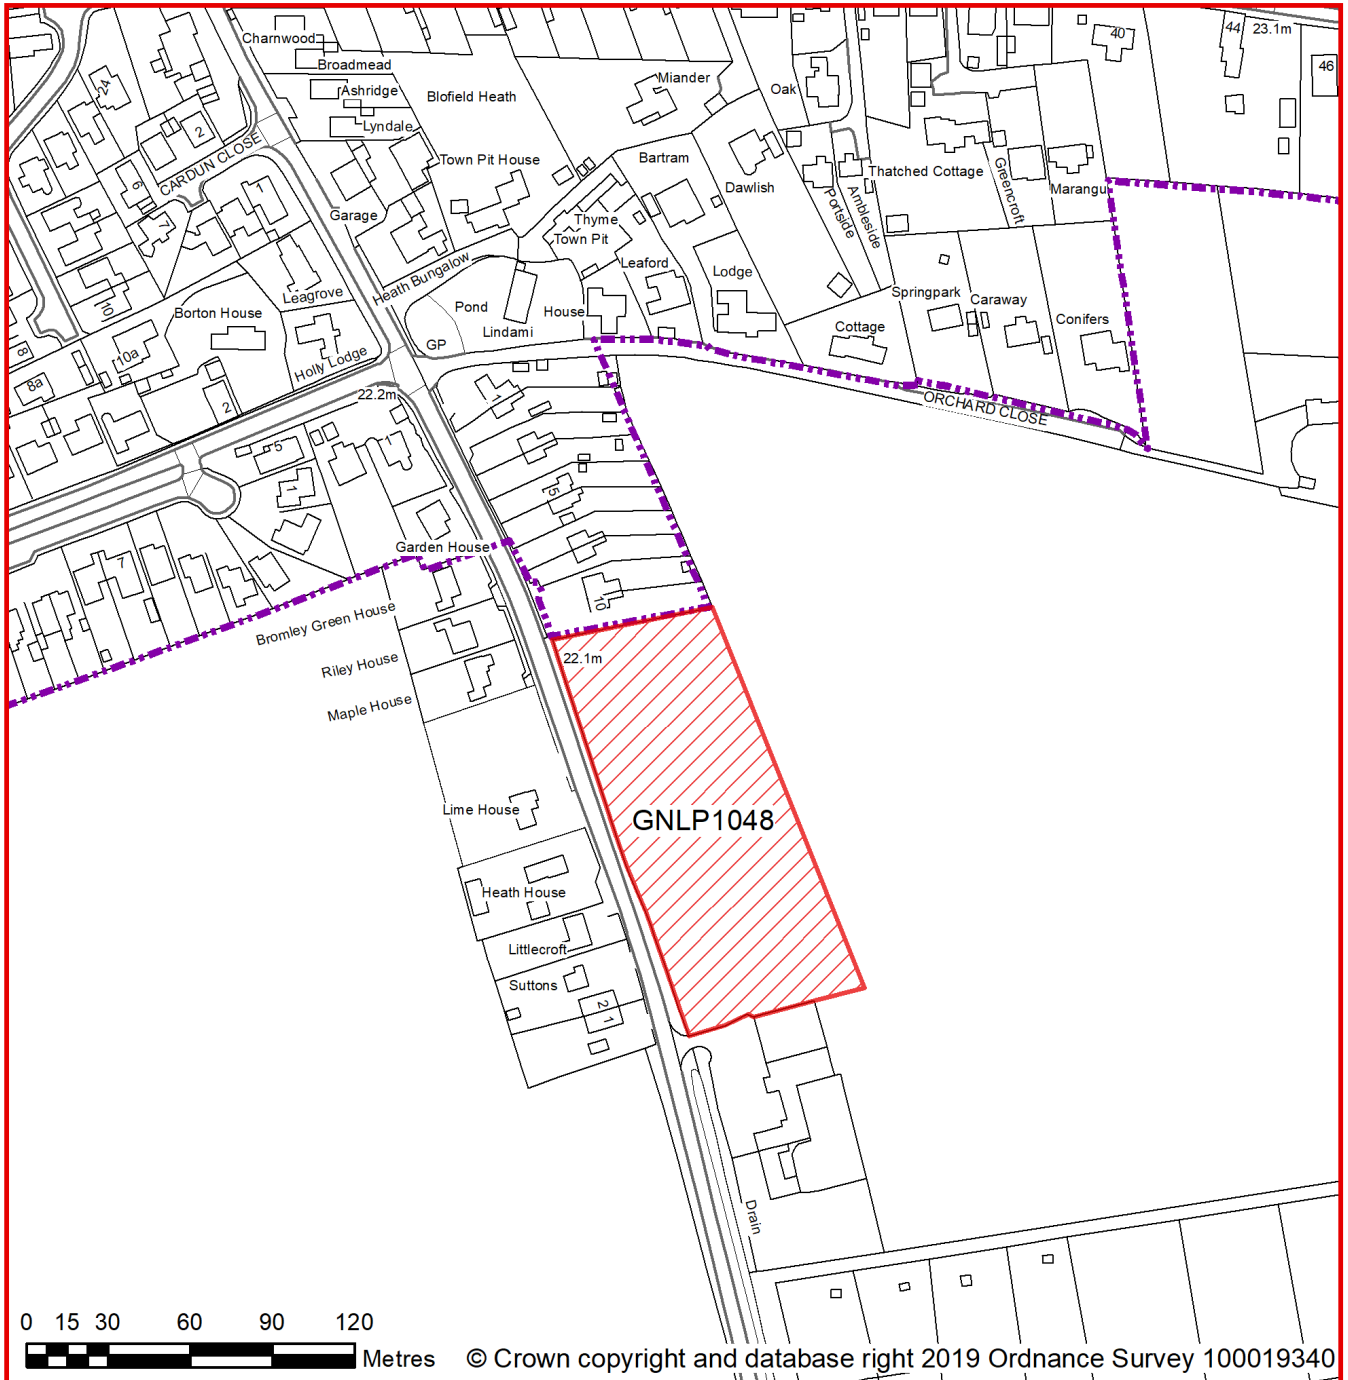 Charnwood
Broadmead
Ashridge
Lyndale
Blofield Heath
Miander
Oak
40
44
23.1m
46
24
2
CARDUN CLOSE
6
7
1
10
Garage
Town Pit House
Bartram
Dawlish
Thyme
Town Pit
Leaford
Lodge
Portside
Ambleside
Thatched Cottage
Greencroft
Marangu
Heath Bungalow
Leagrove
Borton House
Holly Lodge
Pond
Lindami
House
GP
Springpark
Caraway
Conifers
Cottage
ORCHARD CLOSE
8
8a
10a
2
22.2m
5
1
1
1
5
10
7
Garden House
Bromley Green House
Riley House
Maple House
22.1m
Lime House
GNLP1048
Heath House
Littlecroft
Suttons
2
1
Drain
0 15 30 60 90 120
Metres
© Crown copyright and database right 2019 Ordnance Survey 100019340